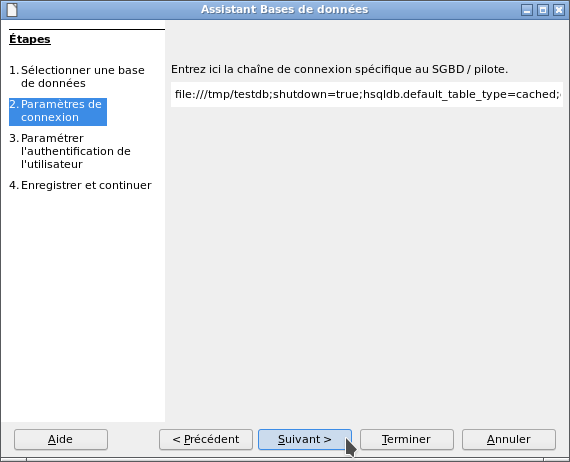 Assistant Bases de données
Étapes
1. Sélectionner une base
de données
2. Paramètres de
connexion
3. Paramétrer
l'authentification de
l'utilisateur
4. Enregistrer et continuer
Entrez ici la chaîne de connexion spécifique au SGBD / pilote.
file:///tmp/testdb;shutdown=true;hsqldb.default_table_type=cached;
Aide
< Précédent
Suivant >
Terminer
Annuler